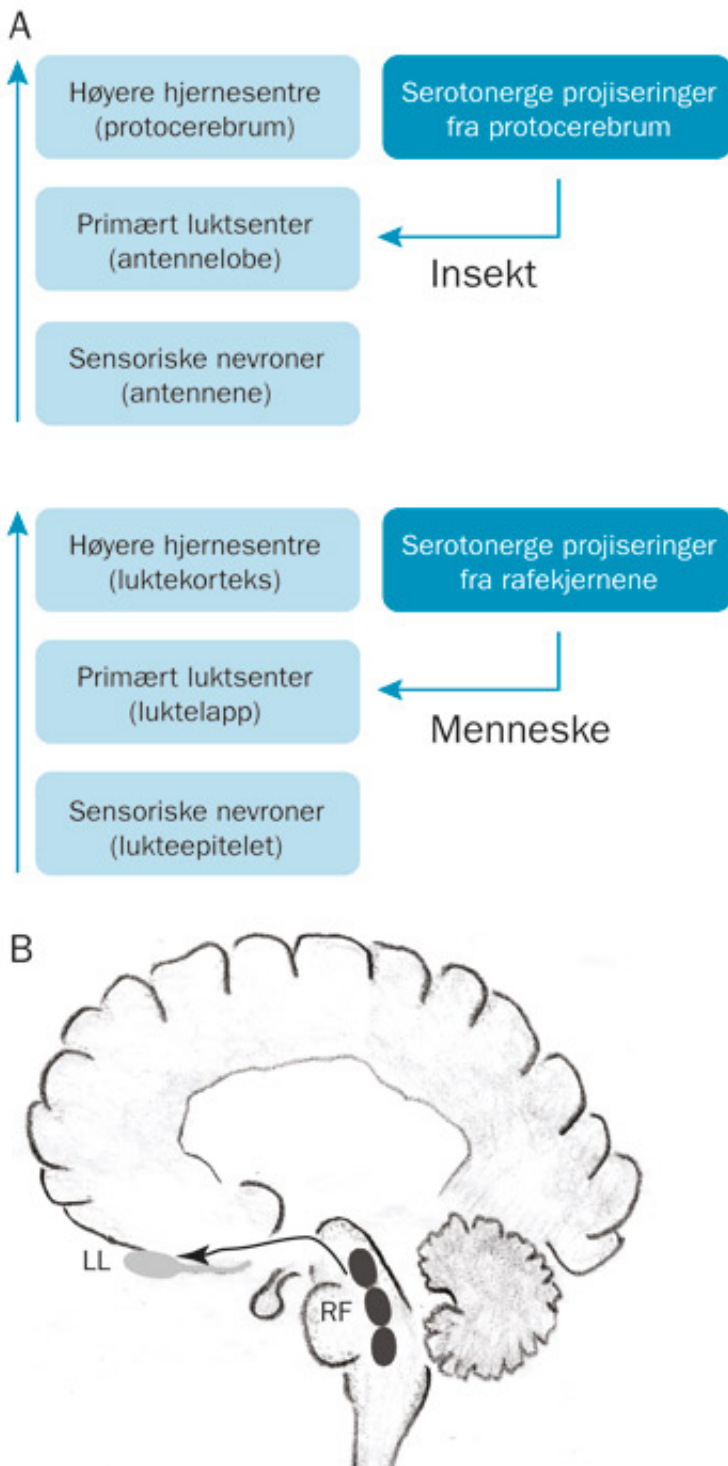 A
Høyere hjernesentre
(protocerebrum)
Serotonerge projiseringer
fra protocerebrum
Primært luktsenter
(antennelobe)
Insekt
Sensoriske nevroner
(antennene)
Høyere hjernesentre
(luktekorteks)
Serotonerge projiseringer
fra rafekjernene
Primært luktsenter
(luktelapp)
Menneske
Sensoriske nevroner
(lukteepitelet)
B
LL
RF